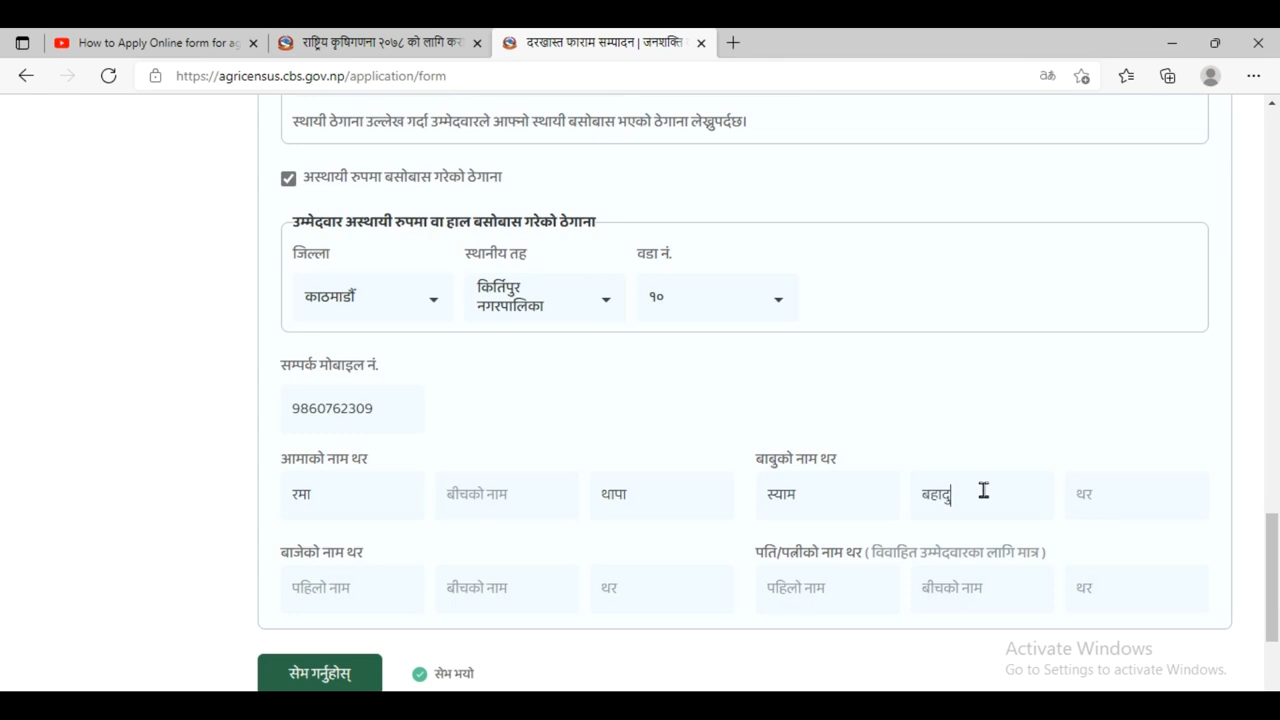 How to Apply Online form for ag
राष्ट्रिय कृषिगणना २०७८ को लागि कर
दरखास्त फाराम सम्पादन | जनशक्ति
https://agricensus.cbs.gov.np/application/form
स्थायी ठेगाना उल्लेख गर्दा उम्मेदवारले आफ्नो स्थायी बसोबास भएको ठेगाना लेख्नुपर्दछ।
अस्थायी रुपमा बसोबास गरेको ठेगाना
उम्मेदवार अस्थायी रुपमा वा हाल बसोबास गरेको ठेगाना
जिल्ला स्थानीय तह वडा नं.
काठमाडौँ किर्तिपुर नगरपालिका १०
सम्पर्क मोबाइल नं.
9860762309
आमाको नाम थर बाबुको नाम थर
रमा बीचको नाम थापा स्याम बहादु थर
बाजेको नाम थर पति/पत्नीको नाम थर ( विवाहित उम्मेदवारका लागि मात्र )
पहिलो नाम बीचको नाम थर पहिलो नाम बीचको नाम थर
Activate Windows
Go to Settings to activate Windows.
सेभ गर्नुहोस् सेभ भयो